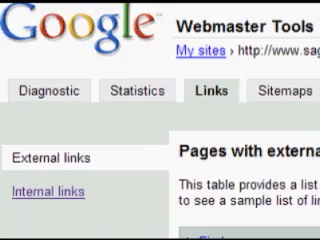 Google™ Webmaster Tools
My sites › http://www.sag
Diagnostic Statistics Links Sitemaps
External links
Internal links
Pages with externa
This table provides a list
to see a sample list of li